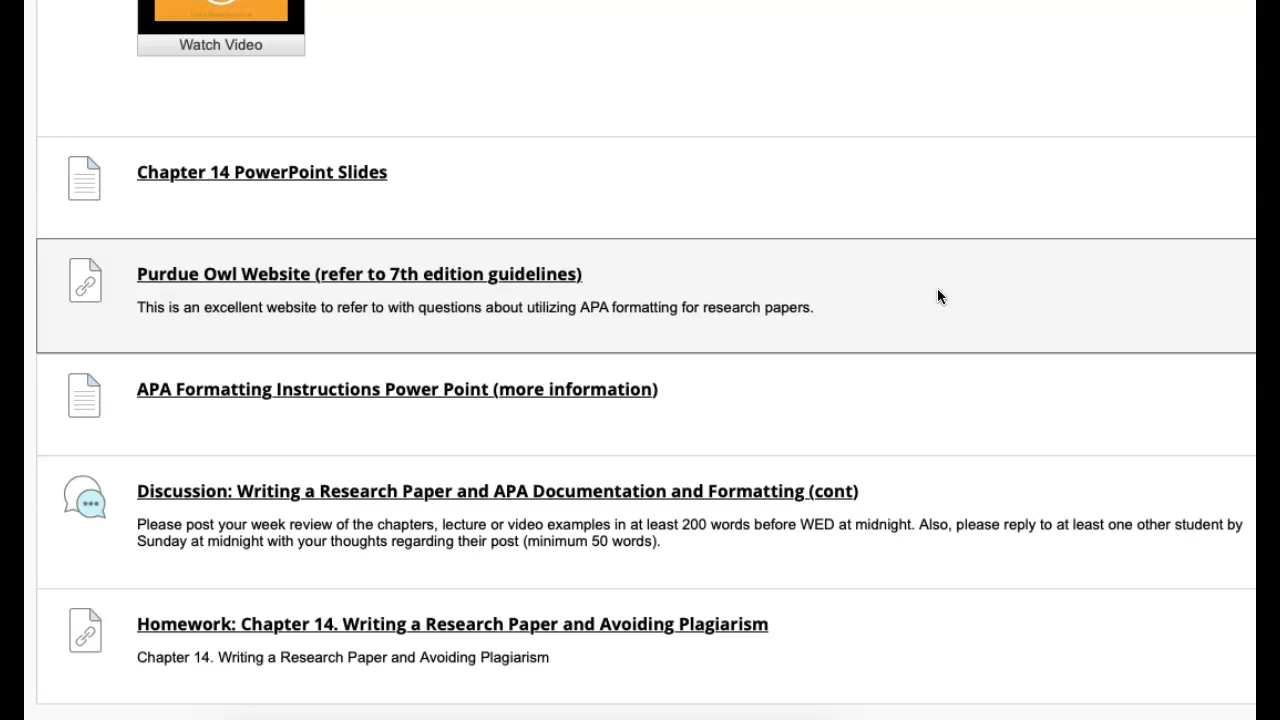 Watch Video
Chapter 14 PowerPoint Slides
Purdue Owl Website (refer to 7th edition guidelines)
This is an excellent website to refer to with questions about utilizing APA formatting for research papers.
APA Formatting Instructions Power Point (more information)
Discussion: Writing a Research Paper and APA Documentation and Formatting (cont)
Please post your week review of the chapters, lecture or video examples in at least 200 words before WED at midnight. Also, please reply to at least one other student by
Sunday at midnight with your thoughts regarding their post (minimum 50 words).
Homework: Chapter 14. Writing a Research Paper and Avoiding Plagiarism
Chapter 14. Writing a Research Paper and Avoiding Plagiarism